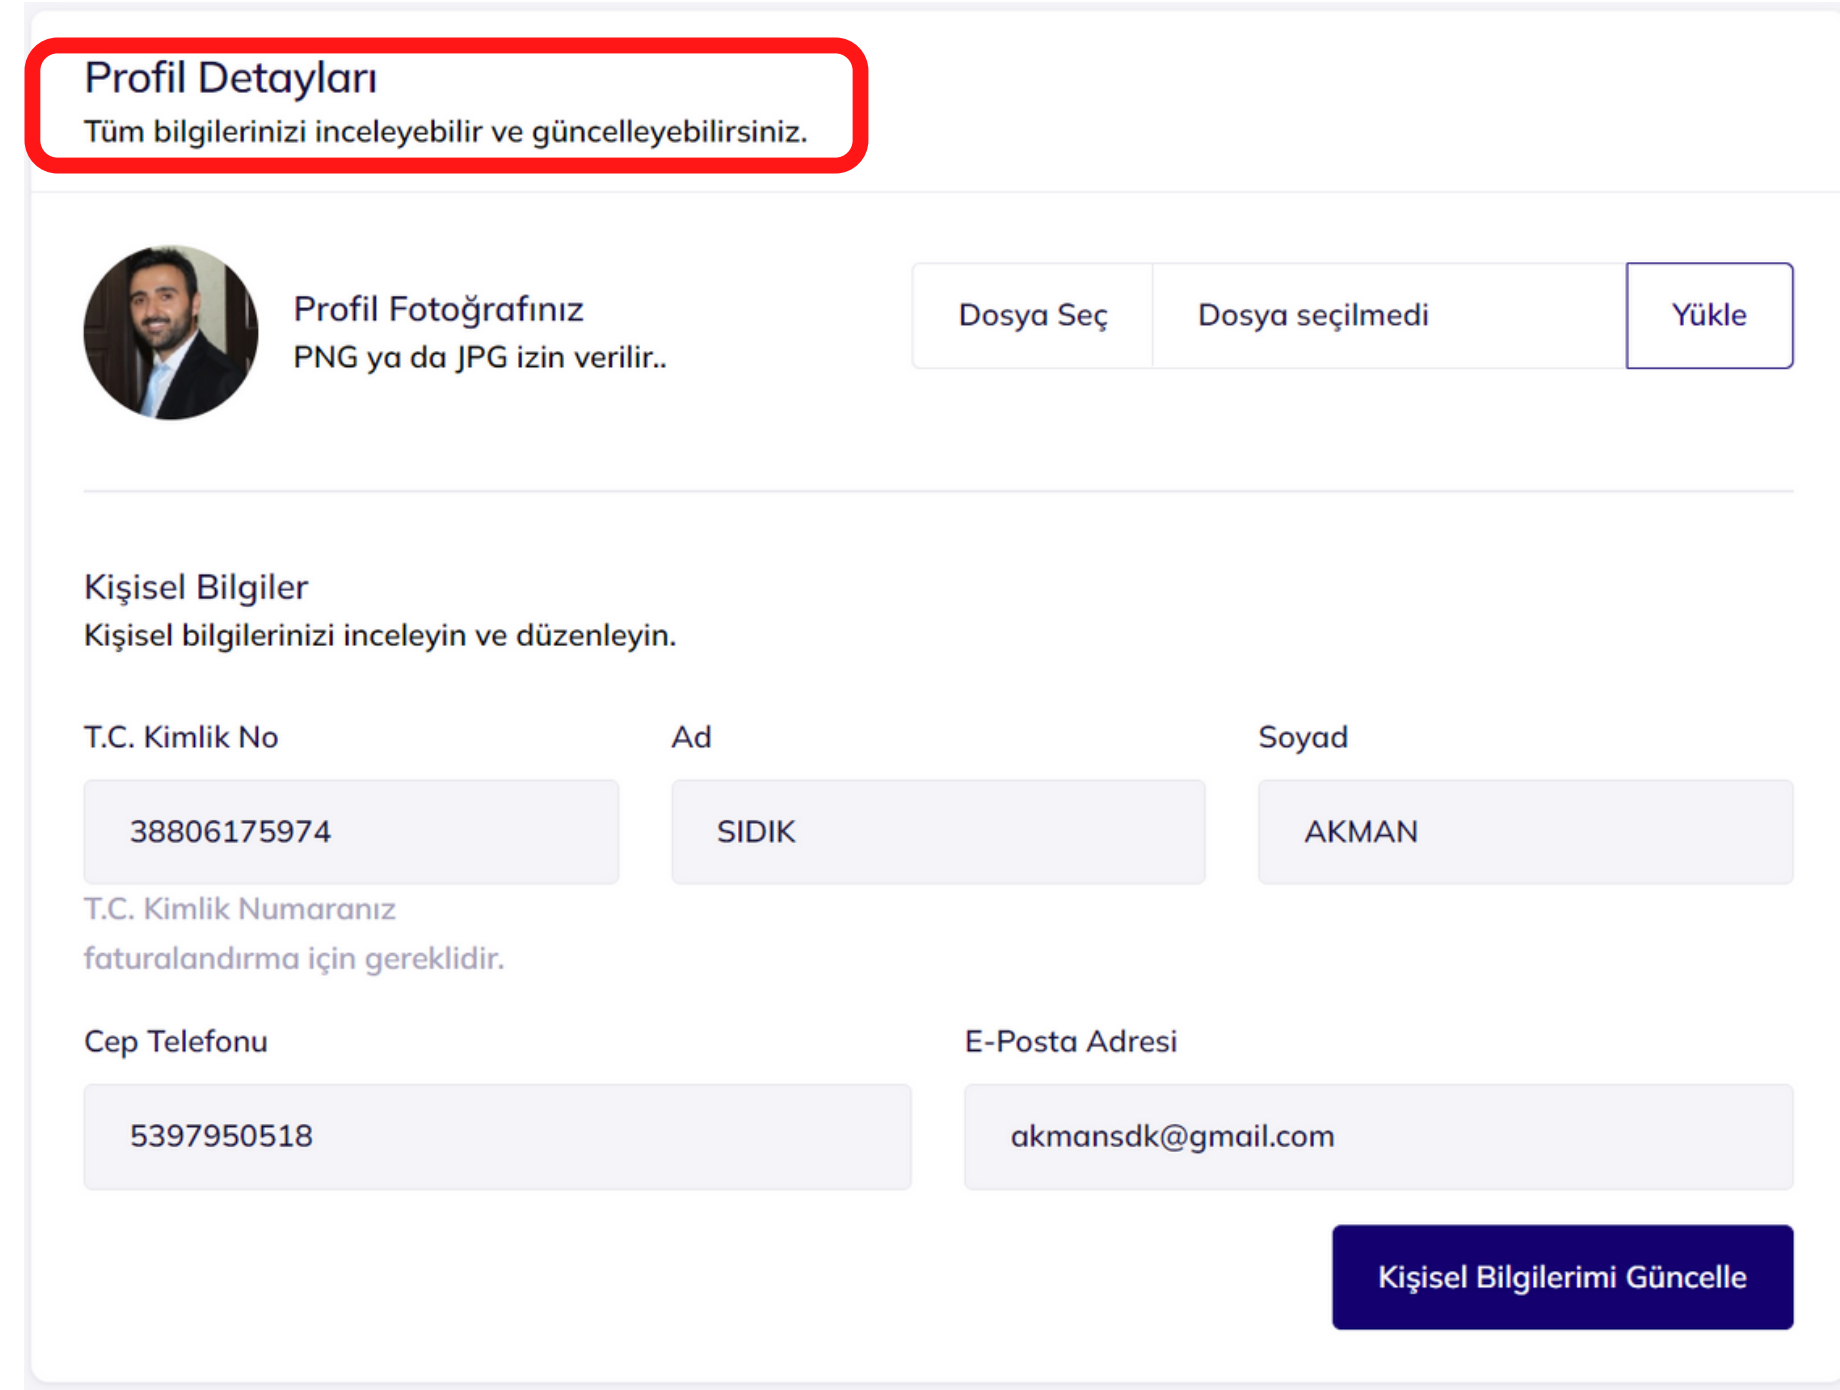 Profil Detayları
Tüm bilgilerinizi inceleyebilir ve güncelleyebilirsiniz.
Profil Fotoğrafınız
PNG ya da JPG izin verilir..
Dosya Seç
Dosya seçilmedi
Yükle
Kişisel Bilgiler
Kişisel bilgilerinizi inceleyin ve düzenleyin.
T.C. Kimlik No
Ad
Soyad
38806175974
SIDIK
AKMAN
T.C. Kimlik Numaranız
faturalandırma için gereklidir.
Cep Telefonu
E-Posta Adresi
5397950518
akmansdk@gmail.com
Kişisel Bilgilerimi Güncelle